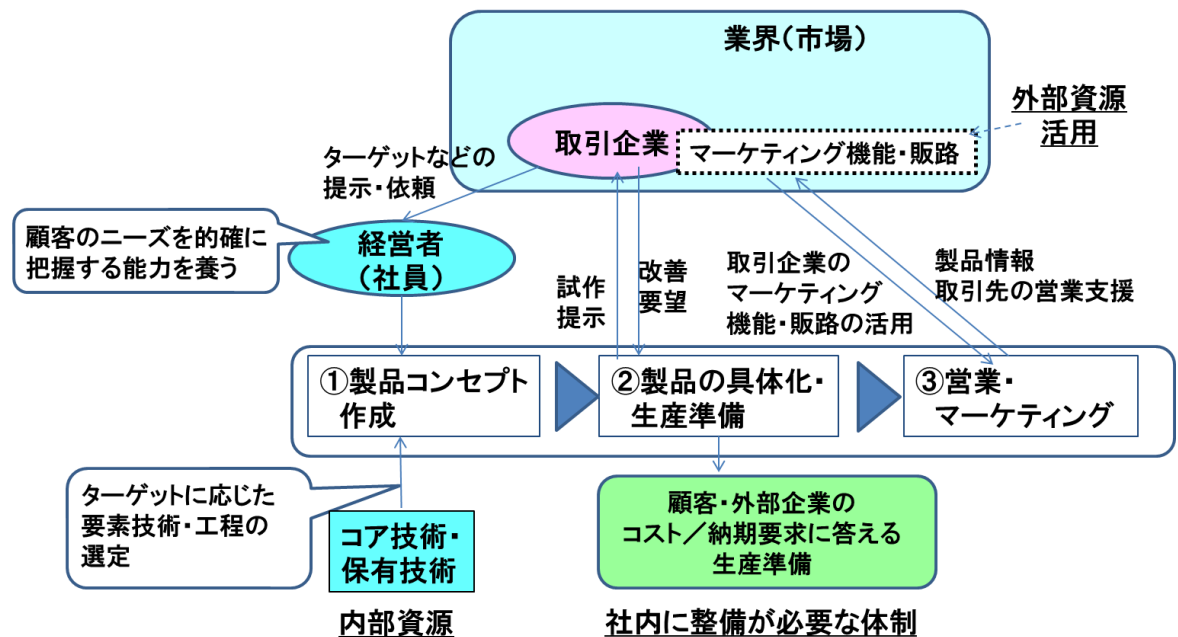 業界(市場)
外部資源
活用
取引企業
マーケティング機能・販路
ターゲットなどの
提示・依頼
顧客のニーズを的確に
把握する能力を養う
経営者
(社員)
試作
提示
改善
要望
取引企業の
マーケティング
機能・販路の活用
製品情報
取引先の営業支援
①製品コンセプト
作成
②製品の具体化・
生産準備
③営業・
マーケティング
ターゲットに応じた
要素技術・工程の
選定
コア技術・
保有技術
内部資源
顧客・外部企業の
コスト/納期要求に答える
生産準備
社内に整備が必要な体制